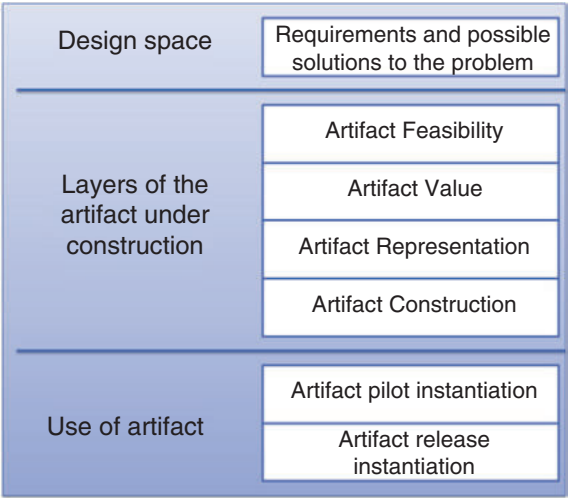 Design space
Requirements and possible
solutions to the problem
Layers of the
artifact under
construction
Artifact Feasibility
Artifact Value
Artifact Representation
Artifact Construction
Use of artifact
Artifact pilot instantiation
Artifact release
instantiation